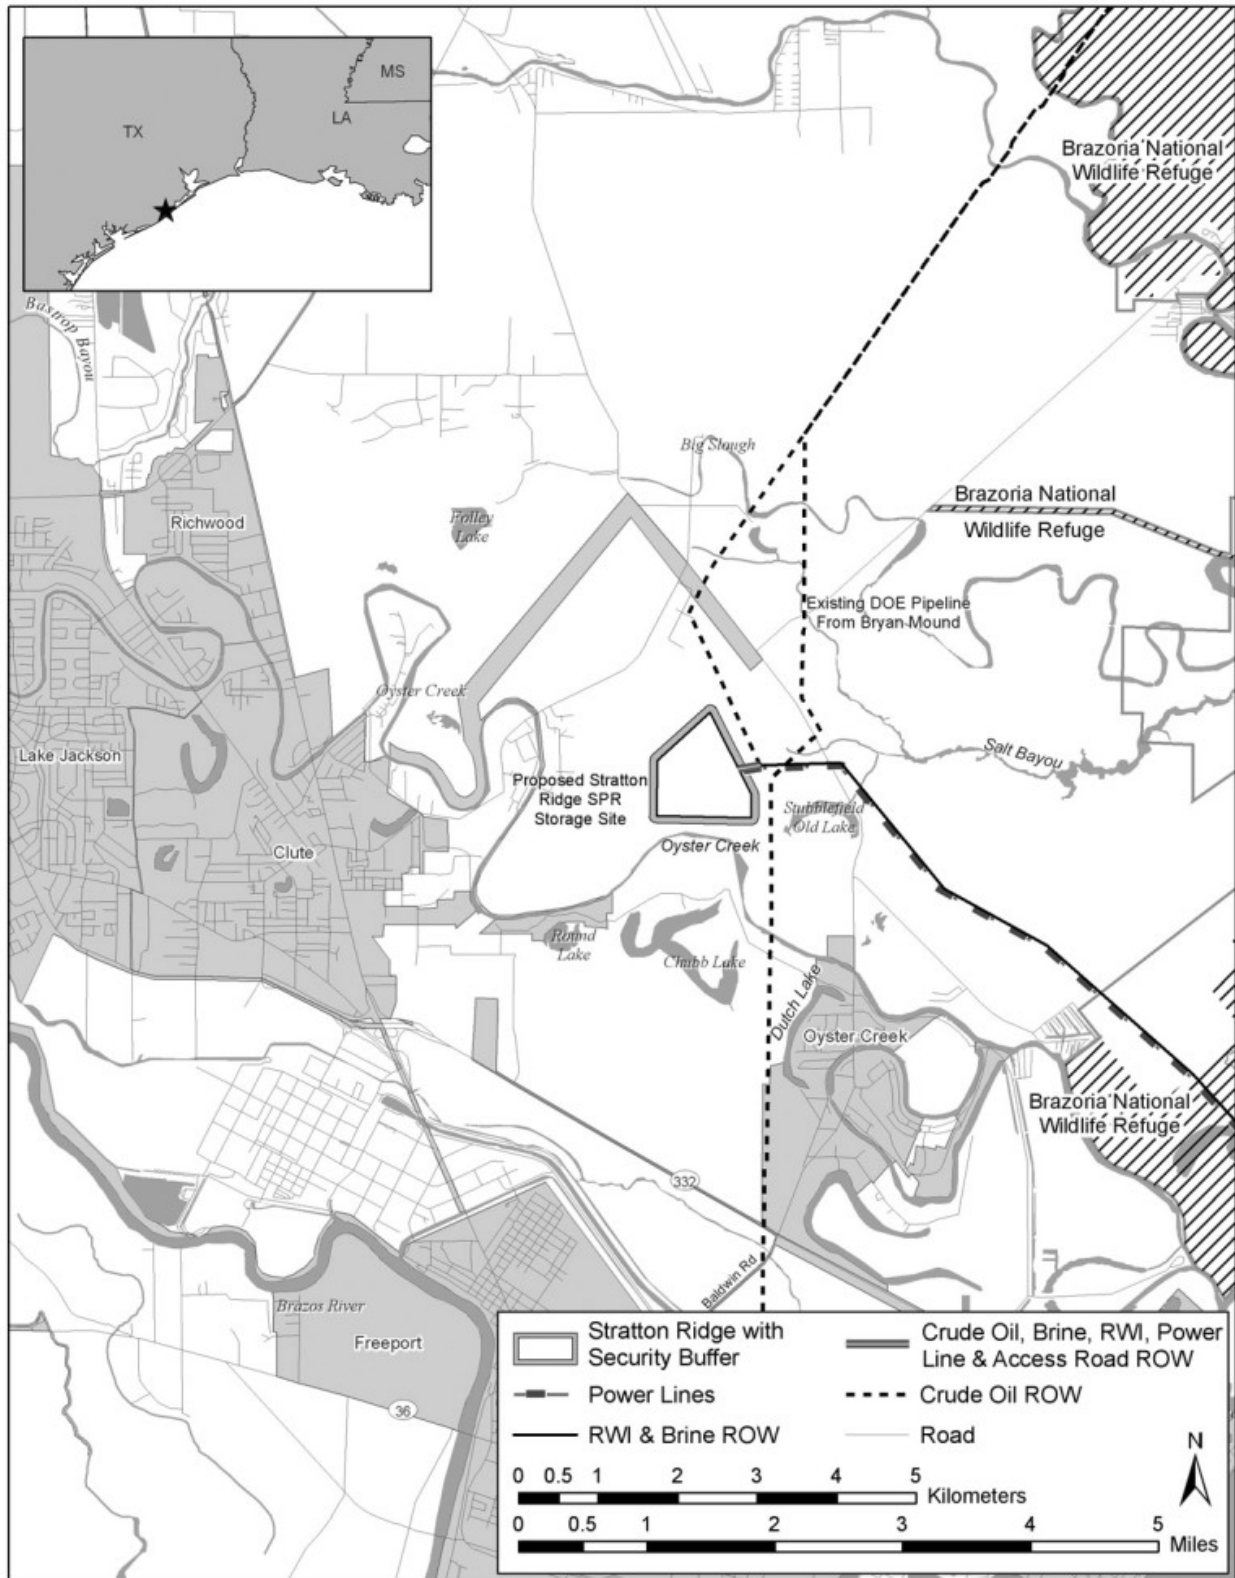 TX
LA
MS
Brazoria National
Wildlife Refuge
Bastrop
Bayou
Big Slough
Richwood
Folley
Lake
Brazoria National
Wildlife Refuge
Existing DOE Pipeline
From Bryan Mound
Oyster Creek
Lake Jackson
Salt Bayou
Proposed Stratton
Ridge SPR
Storage Site
Stubblefield
Old Lake
Oyster Creek
Clute
Round
Lake
Chubb Lake
Dutch Lake
Oyster Creek
Brazoria National
Wildlife Refuge
332
Baldwin Rd
Brazos River
Freeport
36
Stratton Ridge with
Security Buffer
Crude Oil, Brine, RWI, Power
Line & Access Road ROW
Power Lines
Crude Oil ROW
RWI & Brine ROW
Road
N
0 0.5 1 2 3 4 5
Kilometers
0 0.5 1 2 3 4 5
Miles